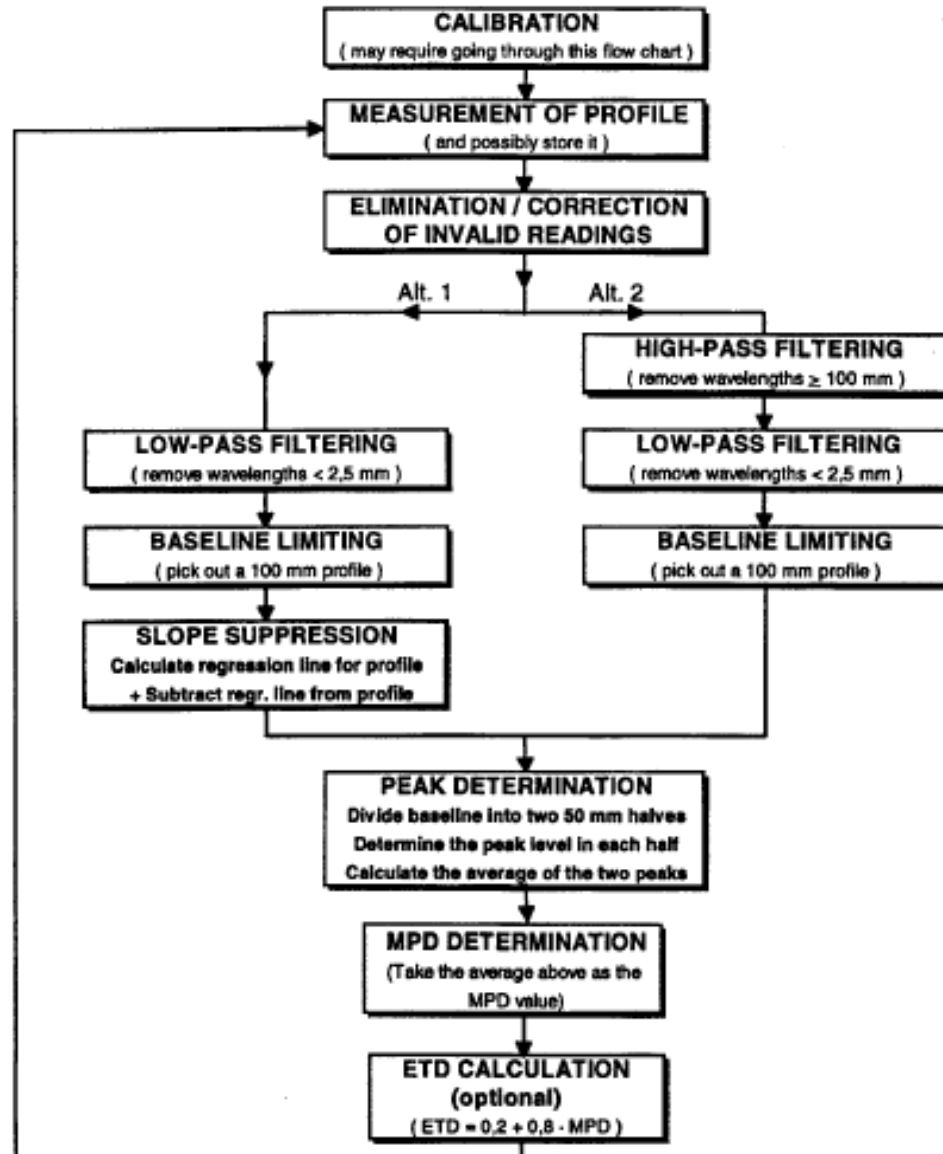 CALIBRATION
( may require going through this flow chart )
MEASUREMENT OF PROFILE
( and possibly store it )
ELIMINATION / CORRECTION
OF INVALID READINGS
Alt. 1
Alt. 2
HIGH-PASS FILTERING
( remove wavelengths ≥ 100 mm )
LOW-PASS FILTERING
( remove wavelengths < 2,5 mm )
LOW-PASS FILTERING
( remove wavelengths < 2,5 mm )
BASELINE LIMITING
( pick out a 100 mm profile )
BASELINE LIMITING
( pick out a 100 mm profile )
SLOPE SUPPRESSION
Calculate regression line for profile
+ Subtract regr. line from profile
PEAK DETERMINATION
Divide baseline into two 50 mm halves
Determine the peak level in each half
Calculate the average of the two peaks
MPD DETERMINATION
(Take the average above as the
MPD value)
ETD CALCULATION
(optional)
( ETD = 0,2 + 0,8 · MPD )